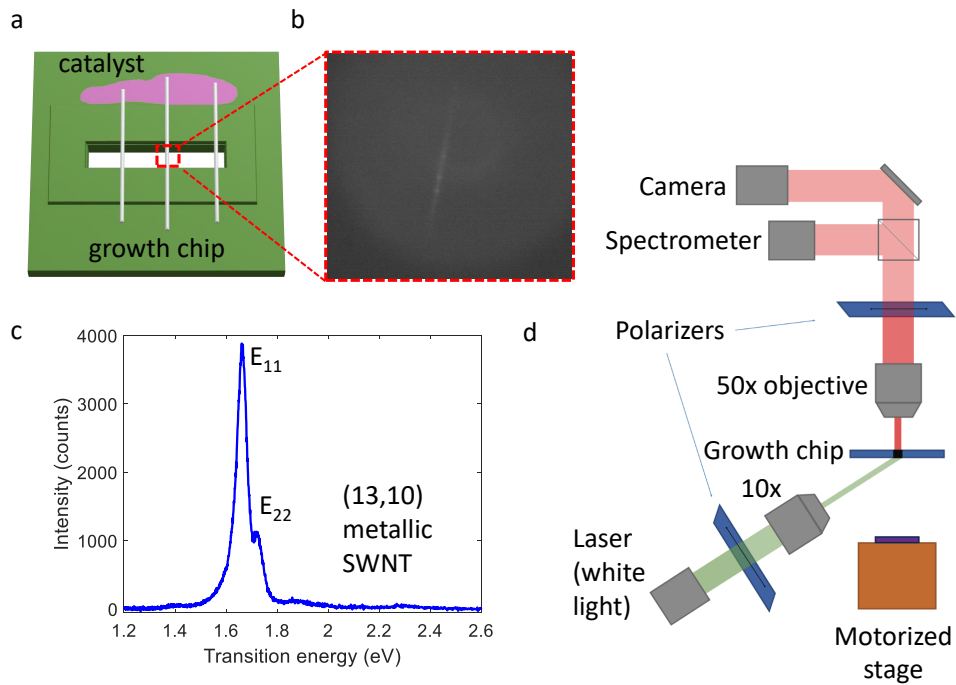 a
catalyst
growth chip
b
c
Intensity (counts)
4000
3000
2000
1000
0
E11
E22
(13,10)
metallic
SWNT
1.2
1.4
1.6
1.8
2
2.2
2.4
2.6
Transition energy (eV)
d
Camera
Spectrometer
Polarizers
50x objective
Growth chip
10x
Laser
(white
light)
Motorized
stage